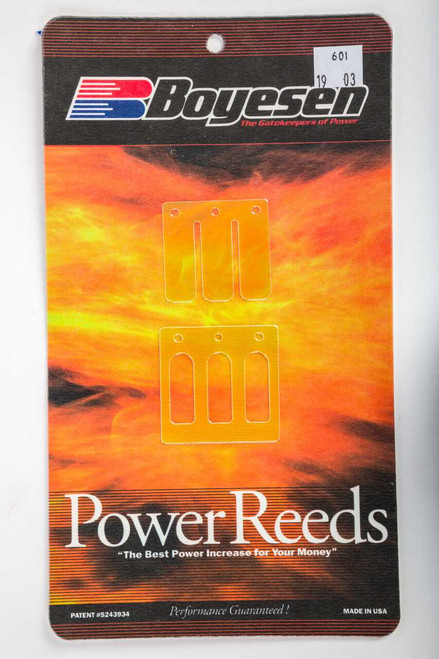 601
19 03
Boyesen
The Gatekeepers of Power
Power Reeds
"The Best Power Increase for Your Money"
PATENT #5243934
Performance Guaranteed!
MADE IN USA